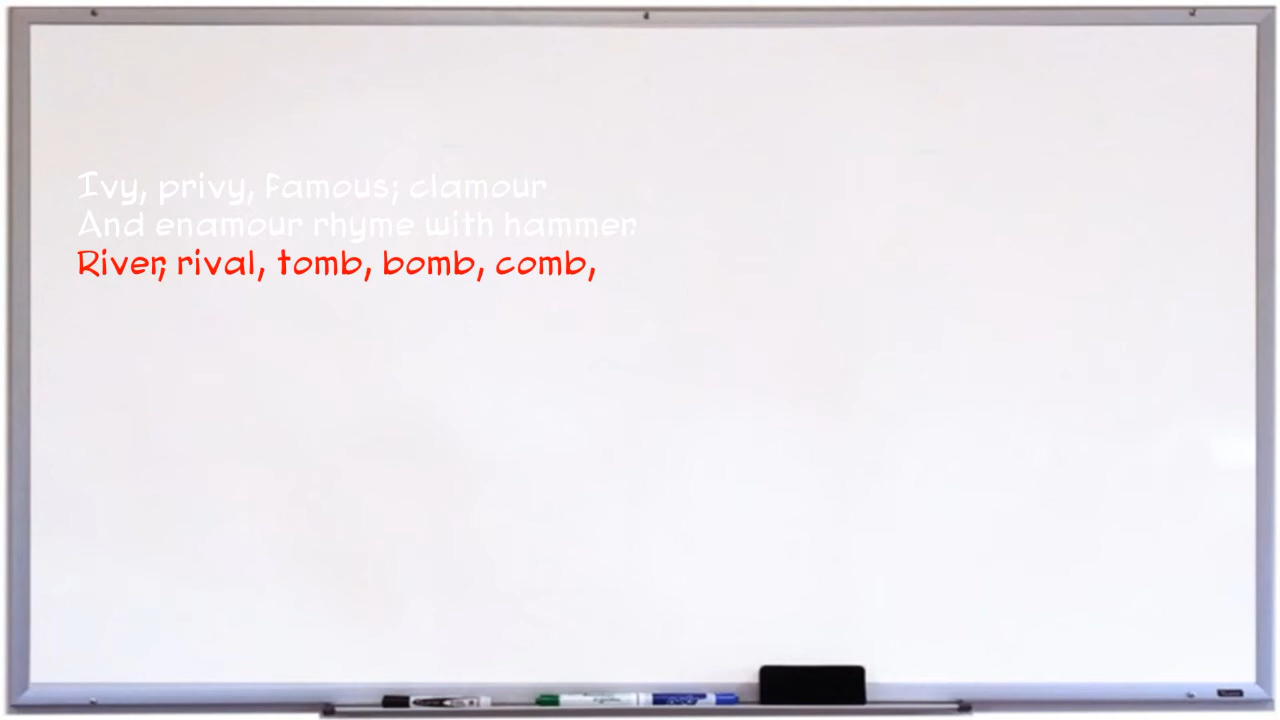 Ivy, privy, famous; clamour
And enamour rhyme with hammer.
River, rival, tomb, bomb, comb,